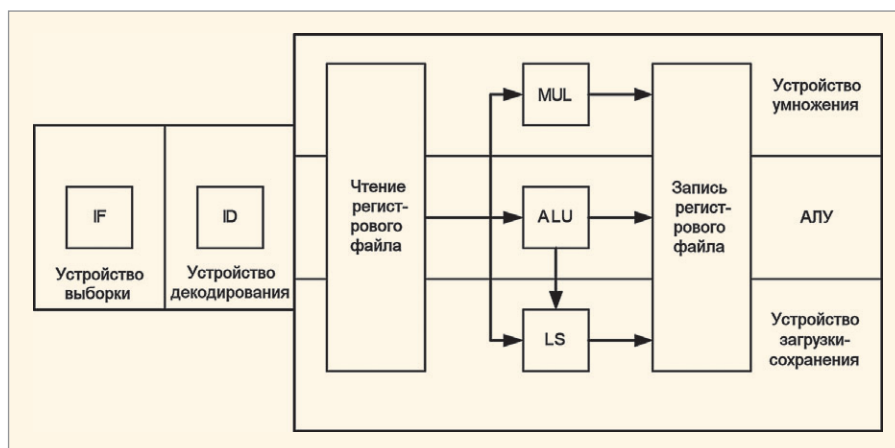 IF
Устройство
выборки
ID
Устройство
декодирования
Чтение
регист-
рового
файла
MUL
ALU
LS
Запись
регист-
рового
файла
Устройство
умножения
АЛУ
Устройство
загрузки-
сохранения